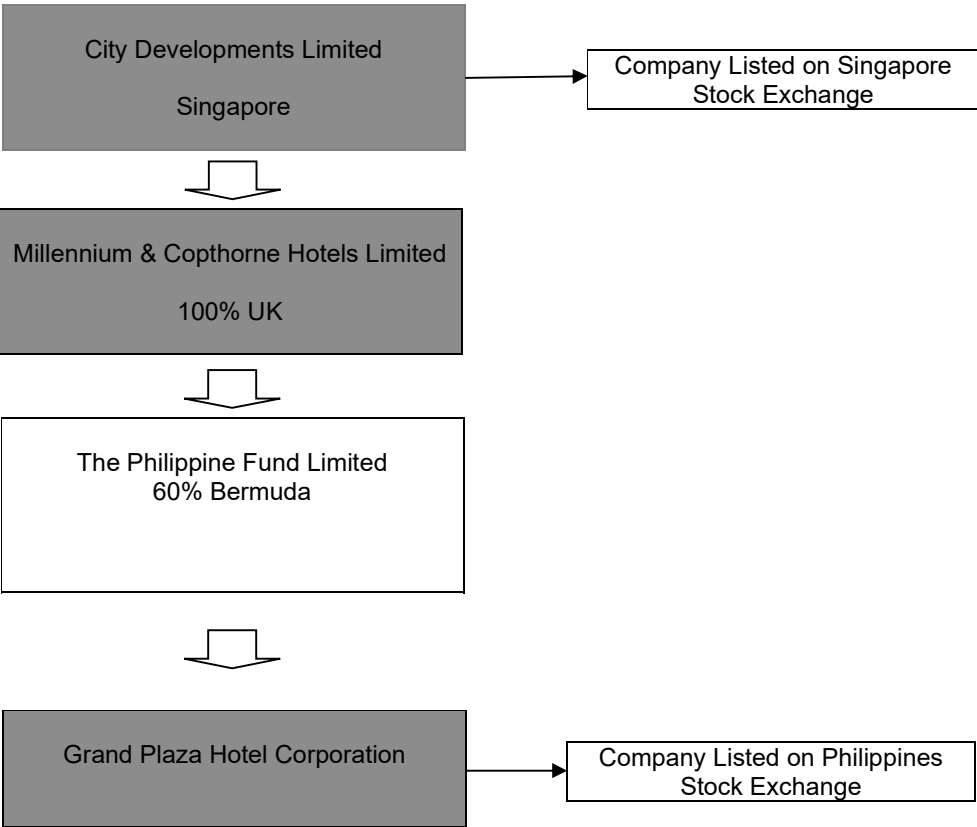 City Developments Limited
Singapore
Company Listed on Singapore
Stock Exchange
Millennium & Copthorne Hotels Limited
100% UK
The Philippine Fund Limited
60% Bermuda
Grand Plaza Hotel Corporation
Company Listed on Philippines
Stock Exchange